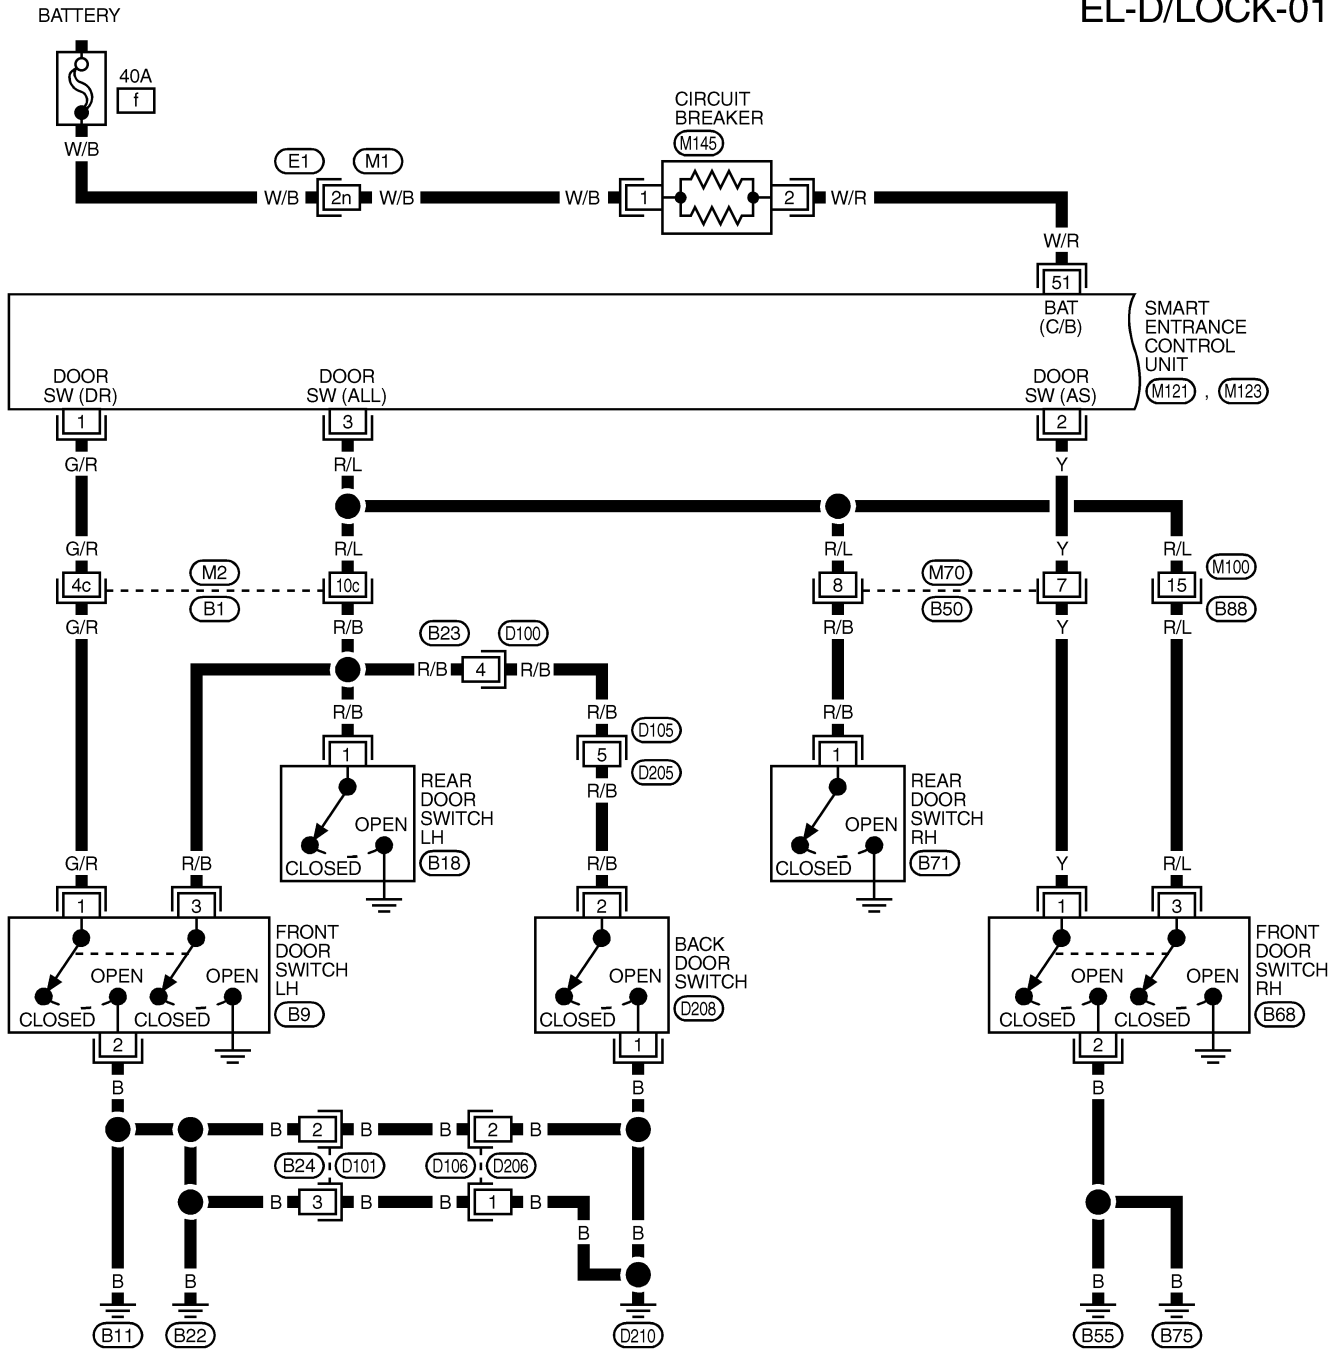 EL-D/LOCK-01
BATTERY
40A
f
W/B
CIRCUIT
BREAKER
M145
E1
M1
W/B
2n
W/B
W/B
1
2
W/R
W/R
51
BAT
(C/B)
SMART
ENTRANCE
CONTROL
UNIT
M121 , M123
DOOR
SW (DR)
DOOR
SW (ALL)
DOOR
SW (AS)
1
3
2
G/R
R/L
Y
G/R
R/L
R/L
Y
R/L
4c
M2
B1
10c
8
M70
B50
7
15
M100
B88
G/R
R/B
R/B
Y
R/L
B23
D100
R/B
4
R/B
R/B
R/B
R/B
D105
5
D205
R/B
1
1
REAR
DOOR
SWITCH
LH
B18
OPEN
CLOSED
REAR
DOOR
SWITCH
RH
B71
OPEN
CLOSED
G/R
R/B
R/B
Y
R/L
1
3
2
1
3
FRONT
DOOR
SWITCH
LH
B9
OPEN
OPEN
CLOSED
CLOSED
BACK
DOOR
SWITCH
D208
OPEN
CLOSED
FRONT
DOOR
SWITCH
RH
B68
OPEN
OPEN
CLOSED
CLOSED
2
1
2
B
B
B
B
2
B
B
2
B
B24
D101
D106
D206
B
3
B
B
1
B
B
B
B
B
B
B
B11
B22
D210
B55
B75